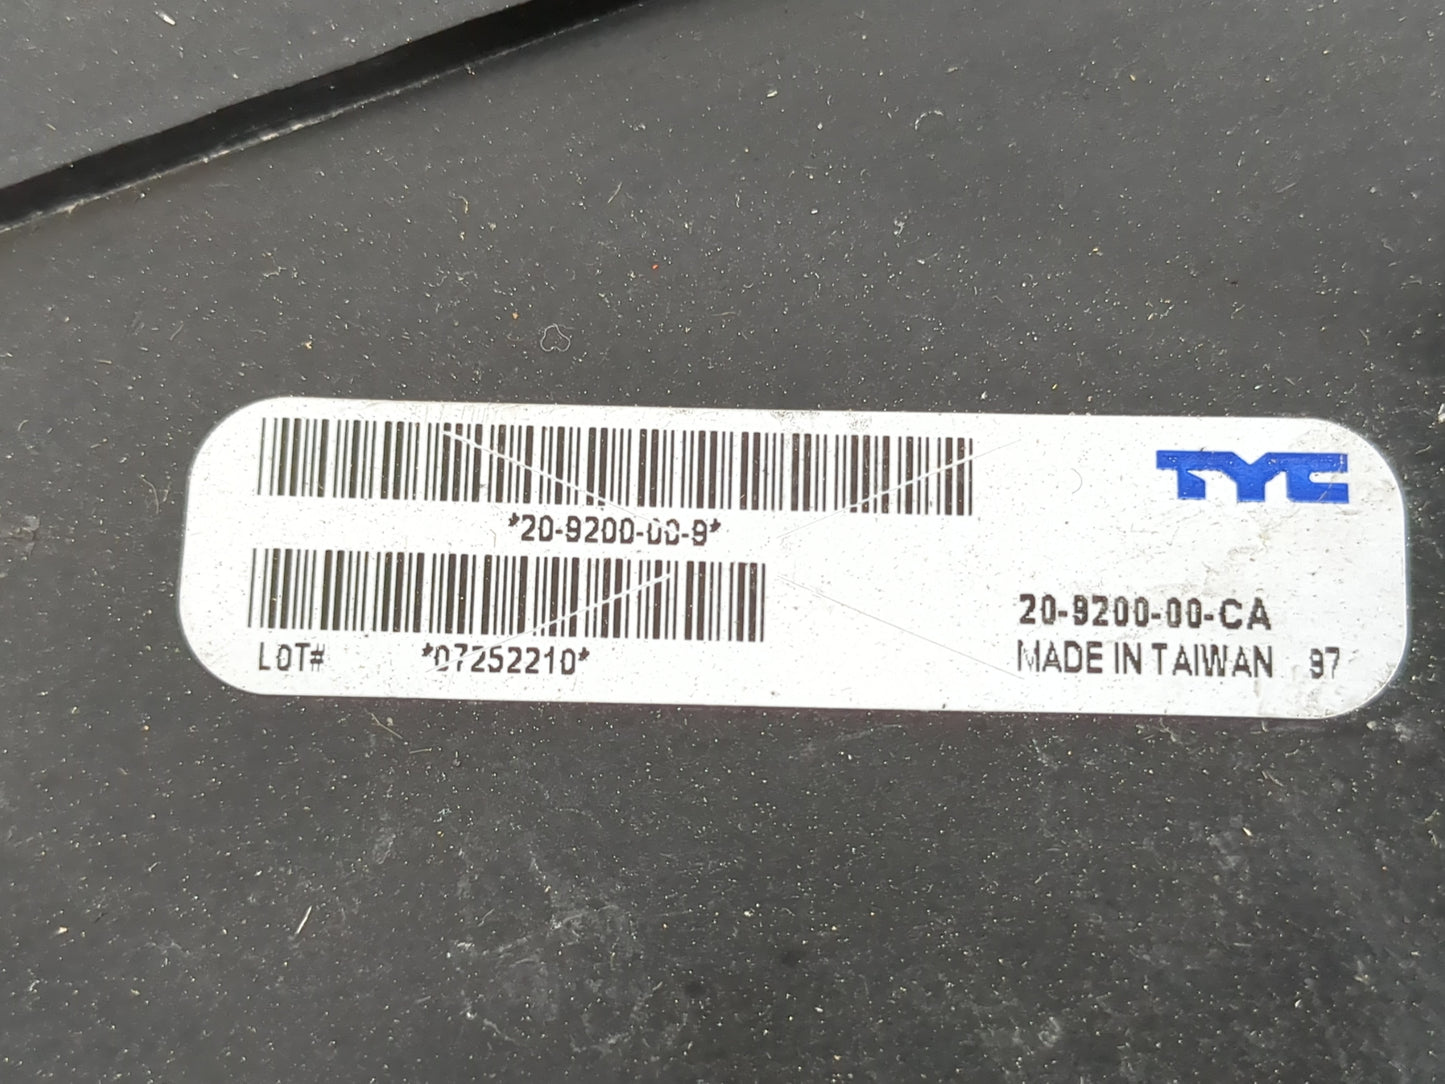 *20-9200-00-9*
LOT# *07252210*
TYC
20-9200-00-CA
MADE IN TAIWAN 97